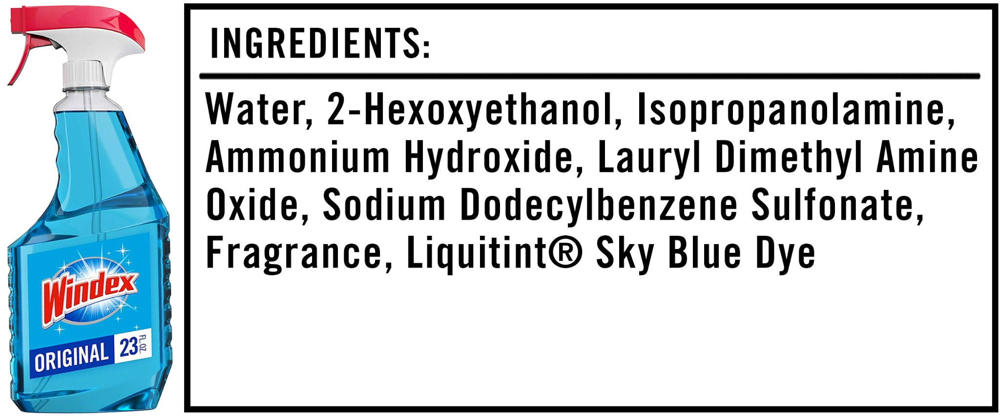 INGREDIENTS:
Water, 2-Hexoxyethanol, Isopropanolamine,
Ammonium Hydroxide, Lauryl Dimethyl Amine
Oxide, Sodium Dodecylbenzene Sulfonate,
Fragrance, Liquitint® Sky Blue Dye
Windex
ORIGINAL 23 FL.OZ.